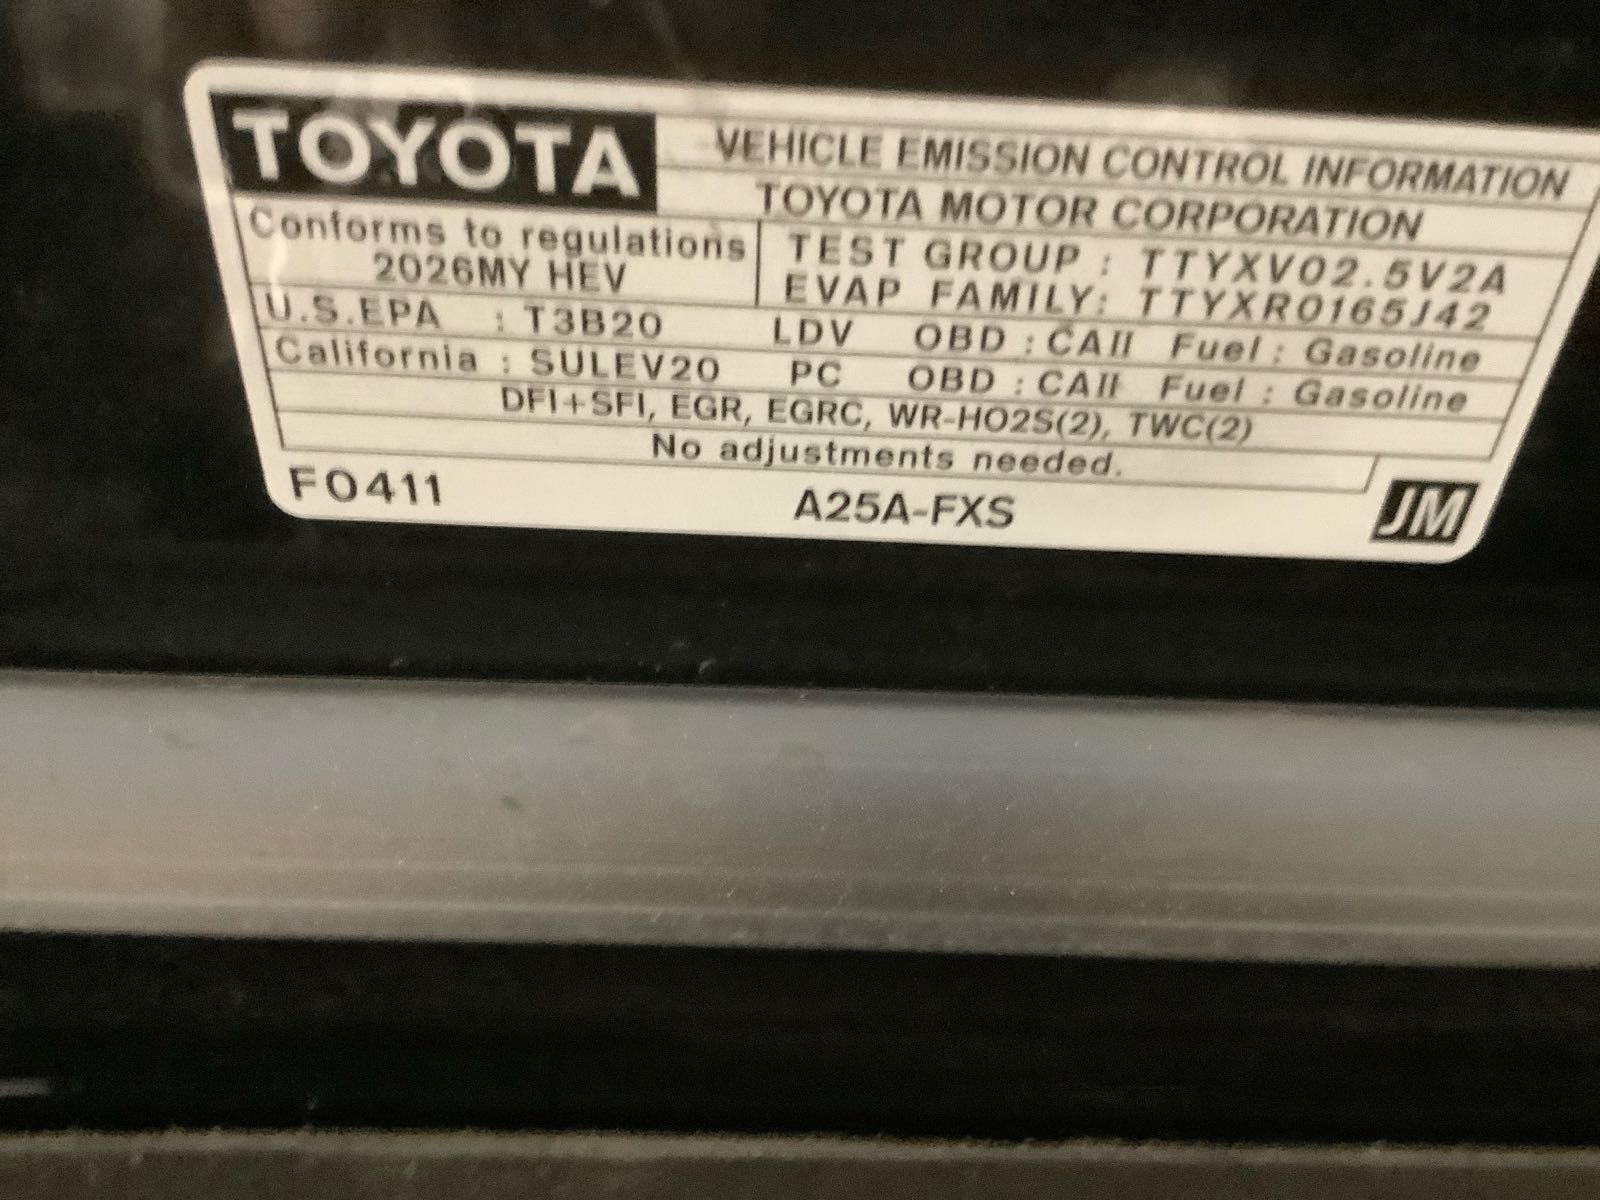 TOYOTA
VEHICLE EMISSION CONTROL INFORMATION
TOYOTA MOTOR CORPORATION
Conforms to regulations
2026MY HEV
TEST GROUP : TTYXV02.5V2A
EVAP FAMILY: TTYXR0165J42
U.S.EPA : T3B20 LDV OBD : CAII Fuel : Gasoline
California : SULEV20 PC OBD : CAII Fuel : Gasoline
DFI+SFI, EGR, EGRC, WR-HO2S(2), TWC(2)
No adjustments needed.
F0411 A25A-FXS JM